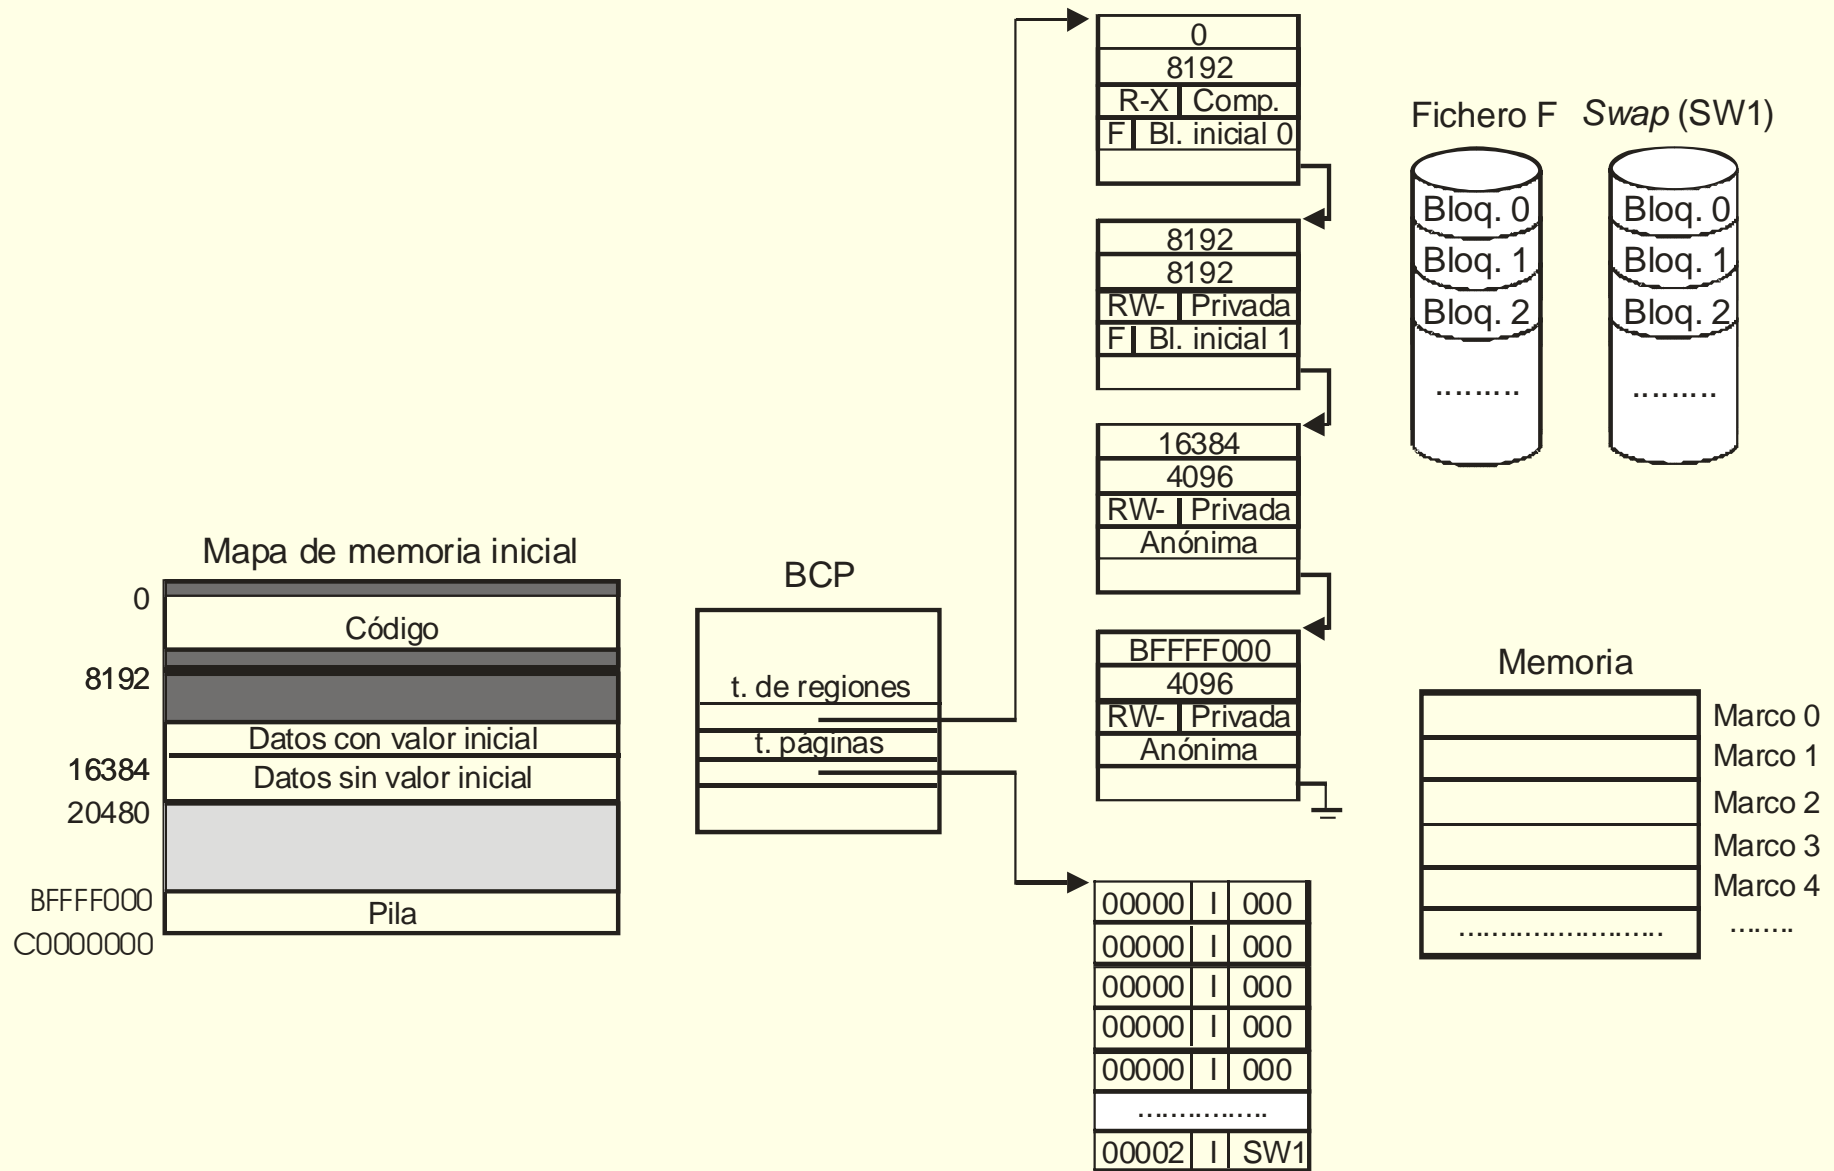 Mapa de memoria inicial
0
Código
8192
Datos con valor inicial
16384
Datos sin valor inicial
20480
BFFFF000
Pila
C0000000
BCP
t. de regiones
t. páginas
0
8192
R-X Comp.
F Bl. inicial 0
8192
8192
RW- Privada
F Bl. inicial 1
16384
4096
RW- Privada
Anónima
BFFFF000
4096
RW- Privada
Anónima
00000 I 000
00000 I 000
00000 I 000
00000 I 000
00000 I 000
................
00002 I SW1
Fichero F
Bloq. 0
Bloq. 1
Bloq. 2
.........
Swap (SW1)
Bloq. 0
Bloq. 1
Bloq. 2
.........
Memoria
Marco 0
Marco 1
Marco 2
Marco 3
Marco 4
......................... ........